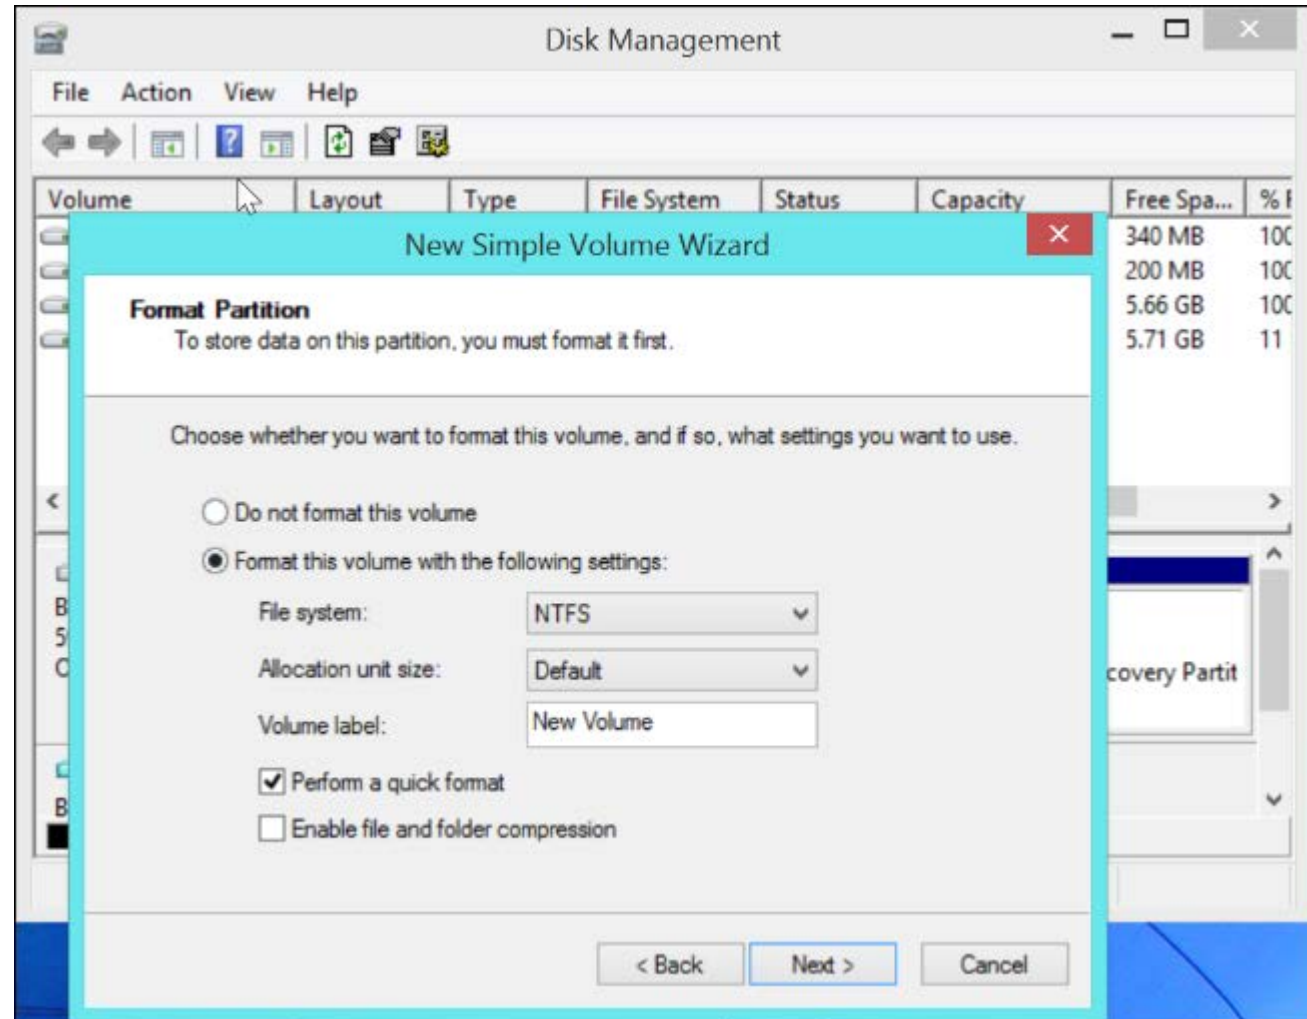 Disk Management
File Action View Help
Volume Layout Type File System Status Capacity Free Spa... %
New Simple Volume Wizard
340 MB 100
200 MB 100
5.66 GB 100
5.71 GB 11
Format Partition
To store data on this partition, you must format it first.
Choose whether you want to format this volume, and if so, what settings you want to use.
Do not format this volume
Format this volume with the following settings:
File system: NTFS
Allocation unit size: Default
Volume label: New Volume
Perform a quick format
Enable file and folder compression
B
5
covery Partit
B
< Back Next > Cancel